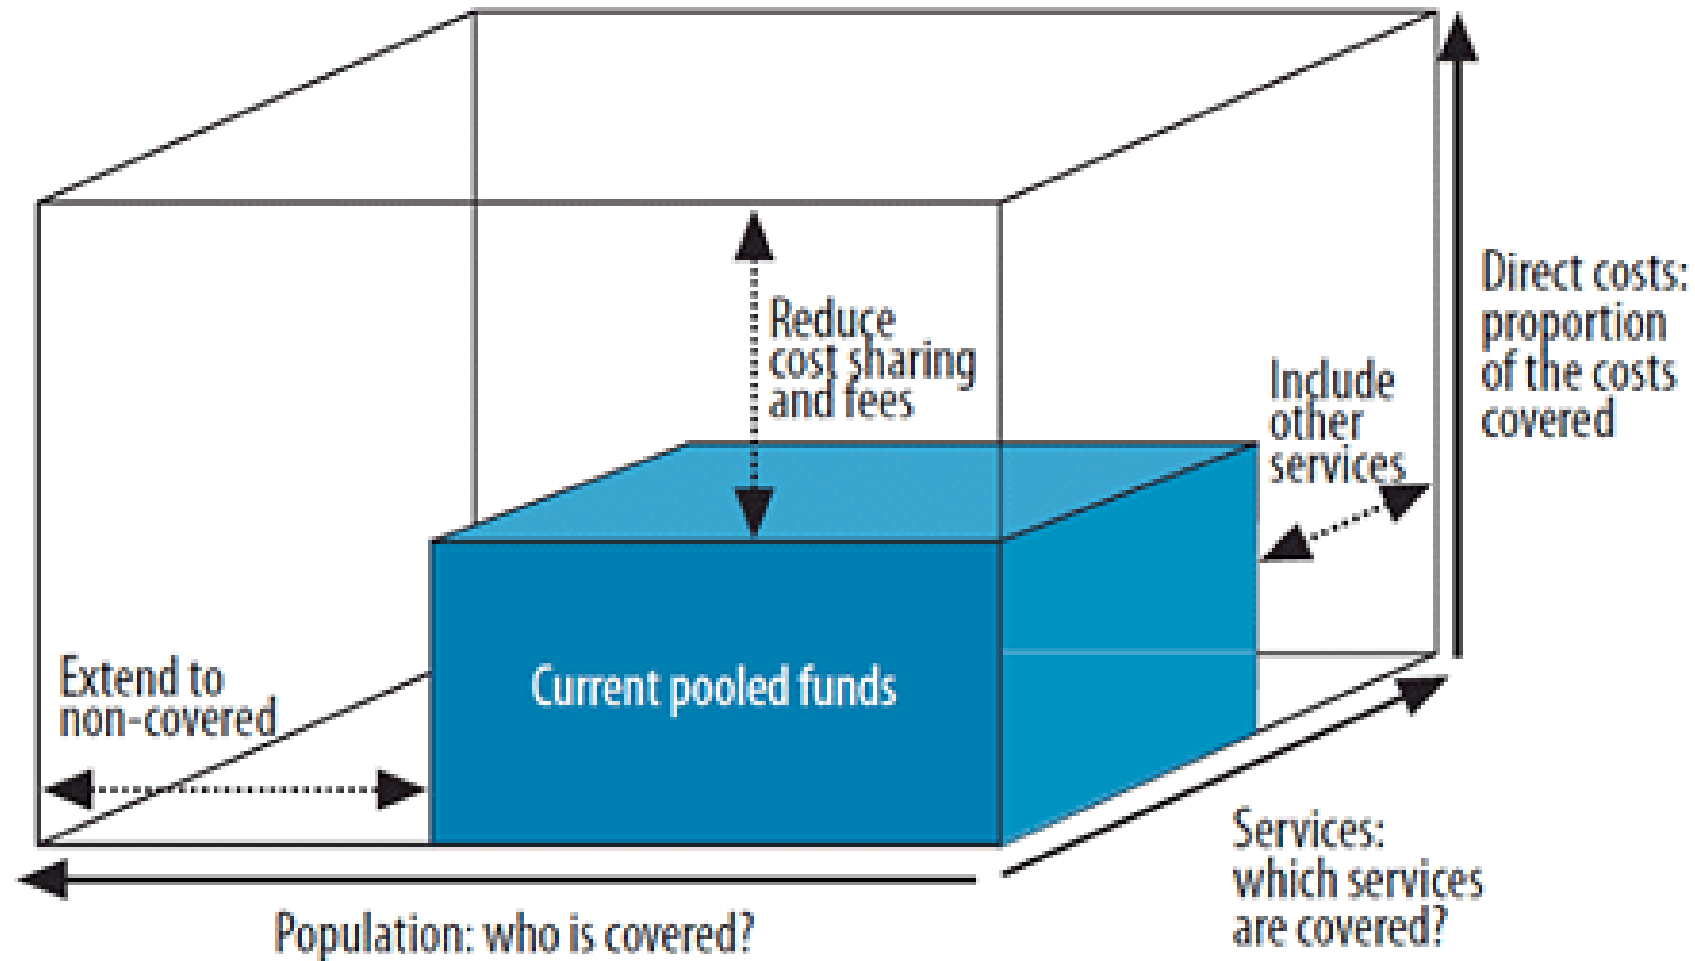 Reduce
cost sharing
and fees
Include
other
services
Direct costs:
proportion
of the costs
covered
Extend to
non-covered
Current pooled funds
Services:
which services
are covered?
Population: who is covered?